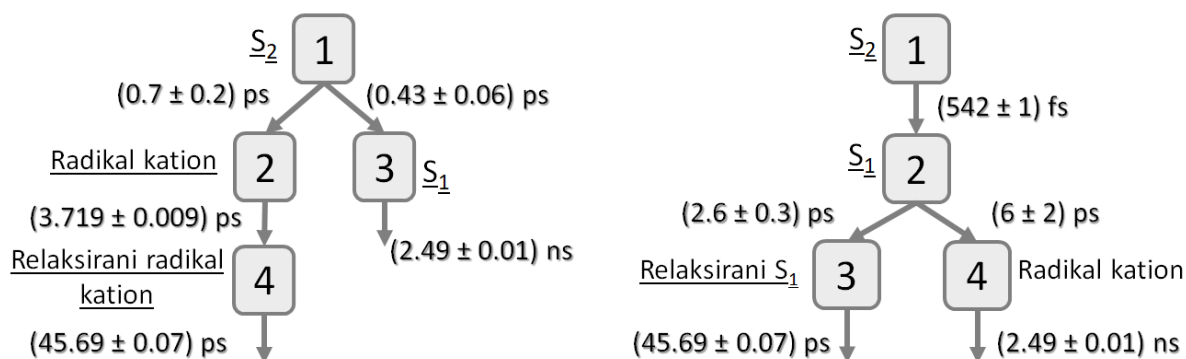 S2
1
(0.7 ± 0.2) ps
(0.43 ± 0.06) ps
Radikal kation
2
3
S1
(3.719 ± 0.009) ps
(2.49 ± 0.01) ns
Relaksirani radikal
kation
4
(45.69 ± 0.07) ps
S2
1
(542 ± 1) fs
S1
2
(2.6 ± 0.3) ps
(6 ± 2) ps
Relaksirani S1
3
4
Radikal kation
(45.69 ± 0.07) ps
(2.49 ± 0.01) ns